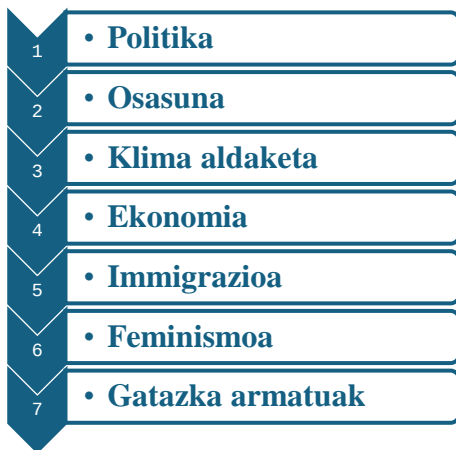 1 • Politika
2 • Osasuna
3 • Klima aldaketa
4 • Ekonomia
5 • Immigrazioa
6 • Feminismoa
7 • Gatazka armatuak